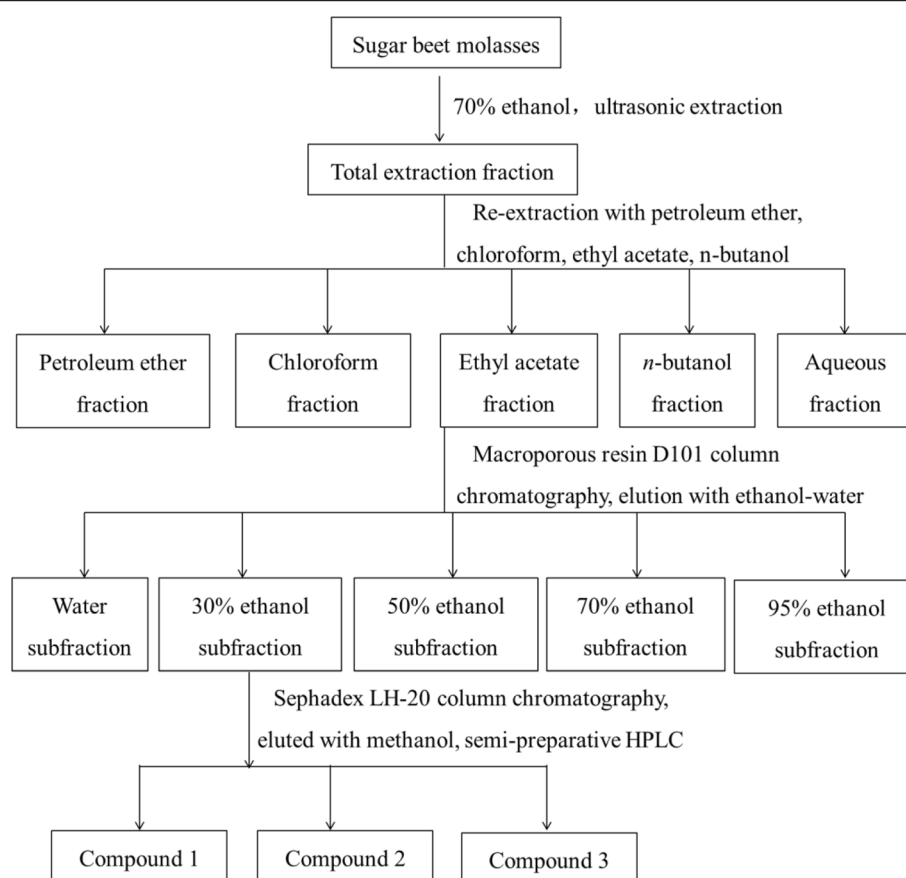 Sugar beet molasses
70% ethanol，ultrasonic extraction
Total extraction fraction
Re-extraction with petroleum ether,
chloroform, ethyl acetate, n-butanol
Petroleum ether
fraction
Chloroform
fraction
Ethyl acetate
fraction
n-butanol
fraction
Aqueous
fraction
Macroporous resin D101 column
chromatography, elution with ethanol-water
Water
subfraction
30% ethanol
subfraction
50% ethanol
subfraction
70% ethanol
subfraction
95% ethanol
subfraction
Sephadex LH-20 column chromatography,
eluted with methanol, semi-preparative HPLC
Compound 1
Compound 2
Compound 3